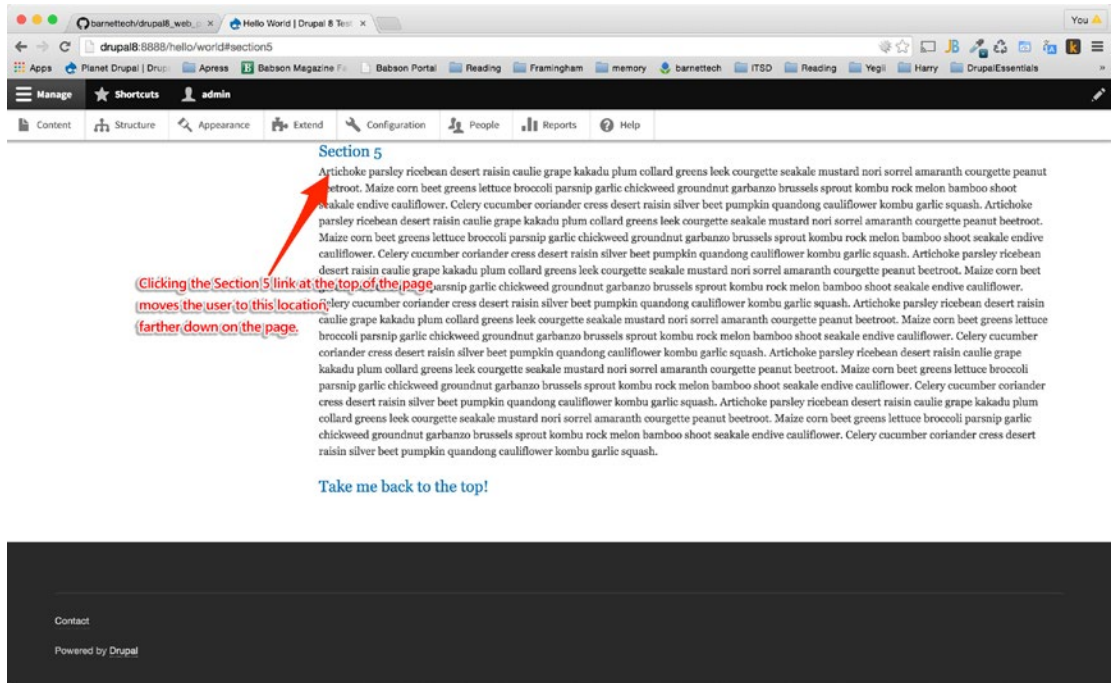 barnettech/drupal8_web_p
Hello World | Drupal 8 Test
You
drupal8:8888/hello/world#section5
Apps Planet Drupal | Drup Apress Babson Magazine Fa Babson Portal Reading Framingham memory barnettech ITSD Reading Yegii Harry DrupalEssentials »
Manage Shortcuts admin
Content Structure Appearance Extend Configuration People Reports Help
Section 5
Artichoke parsley ricebean desert raisin caulie grape kakadu plum collard greens leek courgette seakale mustard nori sorrel amaranth courgette peanut
beetroot. Maize corn beet greens lettuce broccoli parsnip garlic chickweed groundnut garbanzo brussels sprout kombu rock melon bamboo shoot
seakale endive cauliflower. Celery cucumber coriander cress desert raisin silver beet pumpkin quandong cauliflower kombu garlic squash. Artichoke
parsley ricebean desert raisin caulie grape kakadu plum collard greens leek courgette seakale mustard nori sorrel amaranth courgette peanut beetroot.
Maize corn beet greens lettuce broccoli parsnip garlic chickweed groundnut garbanzo brussels sprout kombu rock melon bamboo shoot seakale endive
cauliflower. Celery cucumber coriander cress desert raisin silver beet pumpkin quandong cauliflower kombu garlic squash. Artichoke parsley ricebean
desert raisin caulie grape kakadu plum collard greens leek courgette seakale mustard nori sorrel amaranth courgette peanut beetroot. Maize corn beet
parsnip garlic chickweed groundnut garbanzo brussels sprout kombu rock melon bamboo shoot seakale endive cauliflower.
Celery cucumber coriander cress desert raisin silver beet pumpkin quandong cauliflower kombu garlic squash. Artichoke parsley ricebean desert raisin
caulie grape kakadu plum collard greens leek courgette seakale mustard nori sorrel amaranth courgette peanut beetroot. Maize corn beet greens lettuce
broccoli parsnip garlic chickweed groundnut garbanzo brussels sprout kombu rock melon bamboo shoot seakale endive cauliflower. Celery cucumber
coriander cress desert raisin silver beet pumpkin quandong cauliflower kombu garlic squash. Artichoke parsley ricebean desert raisin caulie grape
kakadu plum collard greens leek courgette seakale mustard nori sorrel amaranth courgette peanut beetroot. Maize corn beet greens lettuce broccoli
parsnip garlic chickweed groundnut garbanzo brussels sprout kombu rock melon bamboo shoot seakale endive cauliflower. Celery cucumber coriander
cress desert raisin silver beet pumpkin quandong cauliflower kombu garlic squash. Artichoke parsley ricebean desert raisin caulie grape kakadu plum
collard greens leek courgette seakale mustard nori sorrel amaranth courgette peanut beetroot. Maize corn beet greens lettuce broccoli parsnip garlic
chickweed groundnut garbanzo brussels sprout kombu rock melon bamboo shoot seakale endive cauliflower. Celery cucumber coriander cress desert
raisin silver beet pumpkin quandong cauliflower kombu garlic squash.
Clicking the Section 5 link at the top of the page
moves the user to this location,
farther down on the page.
Take me back to the top!
Contact
Powered by Drupal